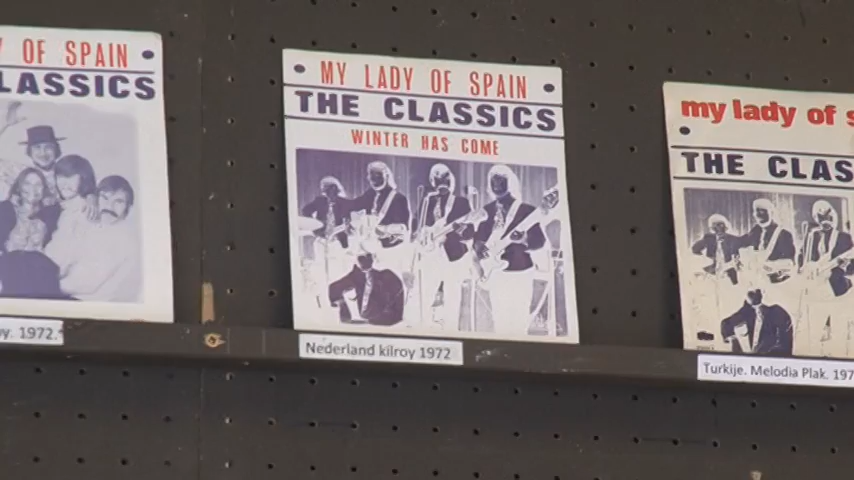 Y OF SPAIN
LASSICS
y. 1972.
MY LADY OF SPAIN
THE CLASSICS
WINTER HAS COME
Nederland kilroy 1972
my lady of s
THE CLAS
Turkije. Melodia Plak. 197